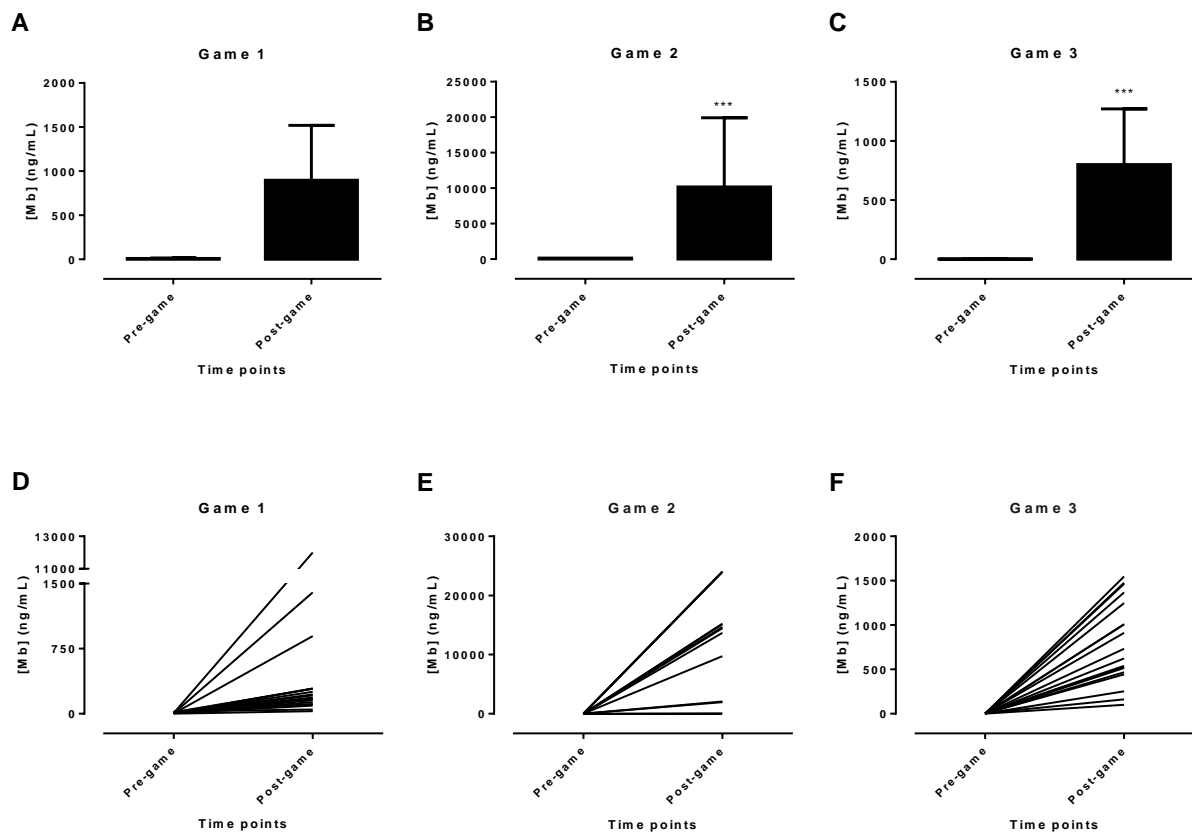 A
Game 1
2000
1500
1000
500
0
[Mb] (ng/mL)
Pre-game
Post-game
Time points
B
Game 2
25000
20000
15000
10000
5000
0
[Mb] (ng/mL)
***
Pre-game
Post-game
Time points
C
Game 3
1500
1000
500
0
[Mb] (ng/mL)
***
Pre-game
Post-game
Time points
D
Game 1
13000
11000
1500
750
0
[Mb] (ng/mL)
Pre-game
Post-game
Time points
E
Game 2
30000
20000
10000
0
[Mb] (ng/mL)
Pre-game
Post-game
Time points
F
Game 3
2000
1500
1000
500
0
[Mb] (ng/mL)
Pre-game
Post-game
Time points